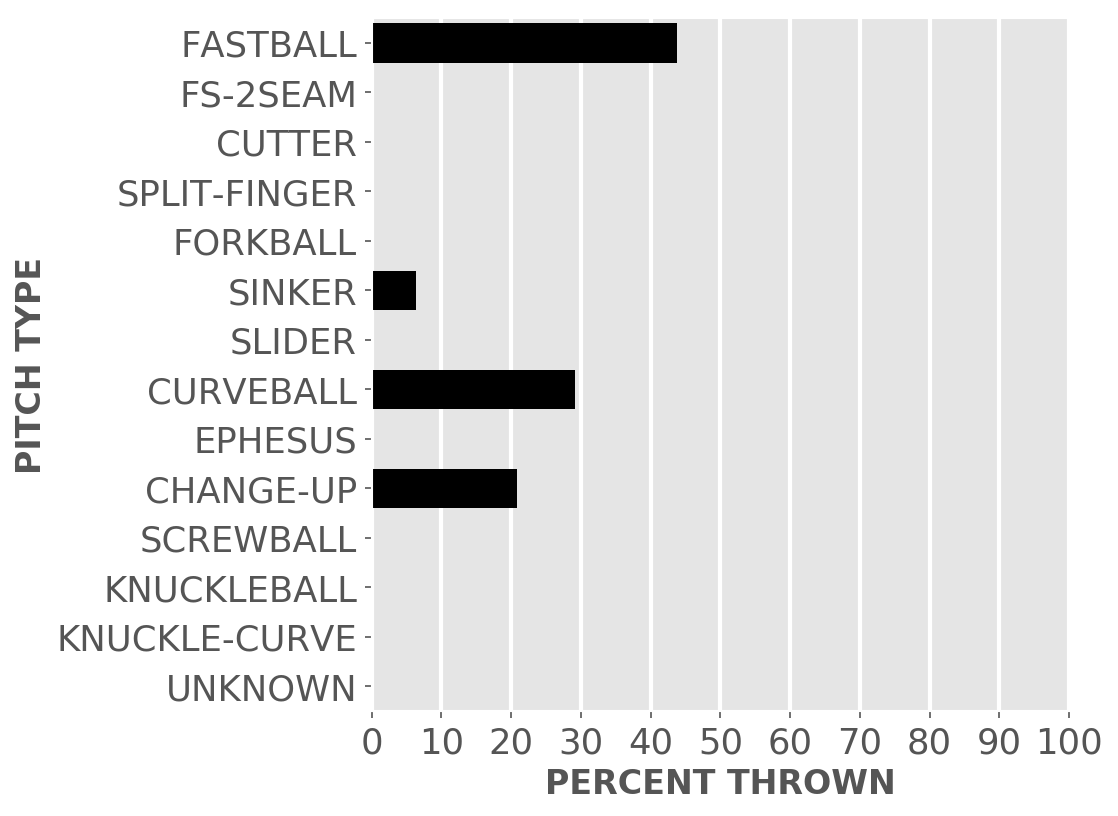 FASTBALL
FS-2SEAM
CUTTER
SPLIT-FINGER
FORKBALL
SINKER
SLIDER
CURVEBALL
EPHESUS
CHANGE-UP
SCREWBALL
KNUCKLEBALL
KNUCKLE-CURVE
UNKNOWN
PITCH TYPE
0 10 20 30 40 50 60 70 80 90 100
PERCENT THROWN